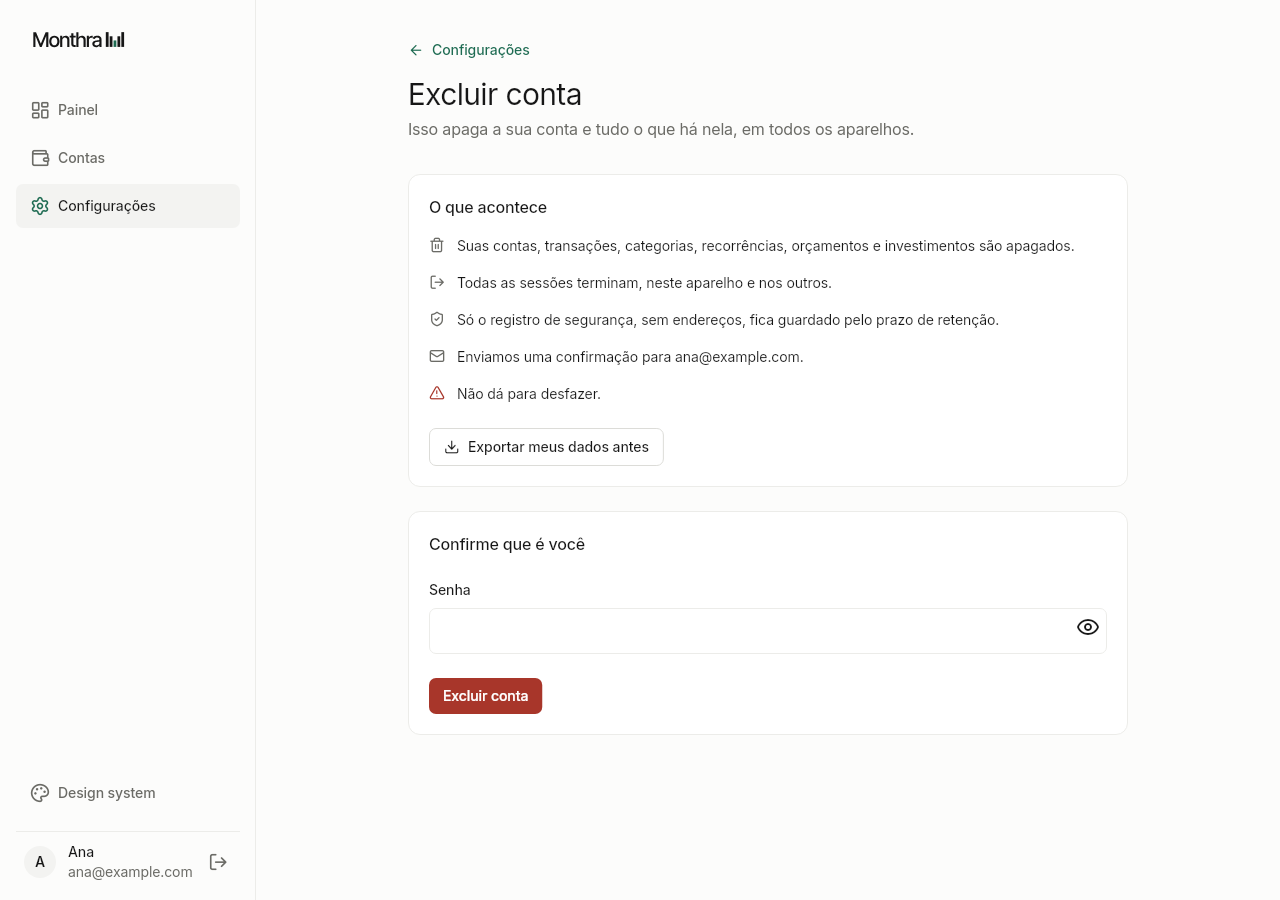 Monthra
Painel
Contas
Configurações
Design system
A
Ana
ana@example.com
Configurações
Excluir conta
Isso apaga a sua conta e tudo o que há nela, em todos os aparelhos.
O que acontece
Suas contas, transações, categorias, recorrências, orçamentos e investimentos são apagados.
Todas as sessões terminam, neste aparelho e nos outros.
Só o registro de segurança, sem endereços, fica guardado pelo prazo de retenção.
Enviamos uma confirmação para ana@example.com.
Não dá para desfazer.
Exportar meus dados antes
Confirme que é você
Senha
Excluir conta